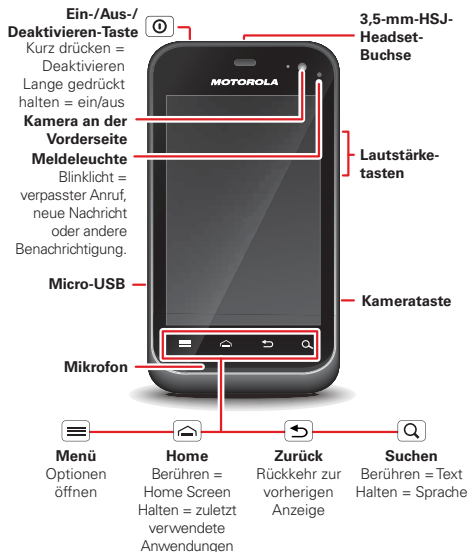 Ein-/Aus-/
Deaktivieren-Taste
Kurz drücken =
Deaktivieren
Lange gedrückt
halten = ein/aus
Kamera an der
Vorderseite
Meldeleuchte
Blinklicht =
verpasster Anruf,
neue Nachricht
oder andere
Benachrichtigung.
Micro-USB
Mikrofon
MOTOROLA
3,5-mm-HSJ-
Headset-
Buchse
Lautstärke-
tasten
Kamerataste
Menü
Optionen
öffnen
Home
Berühren =
Home Screen
Halten = zuletzt
verwendete
Anwendungen
Zurück
Rückkehr zur
vorherigen
Anzeige
Suchen
Berühren = Text
Halten = Sprache